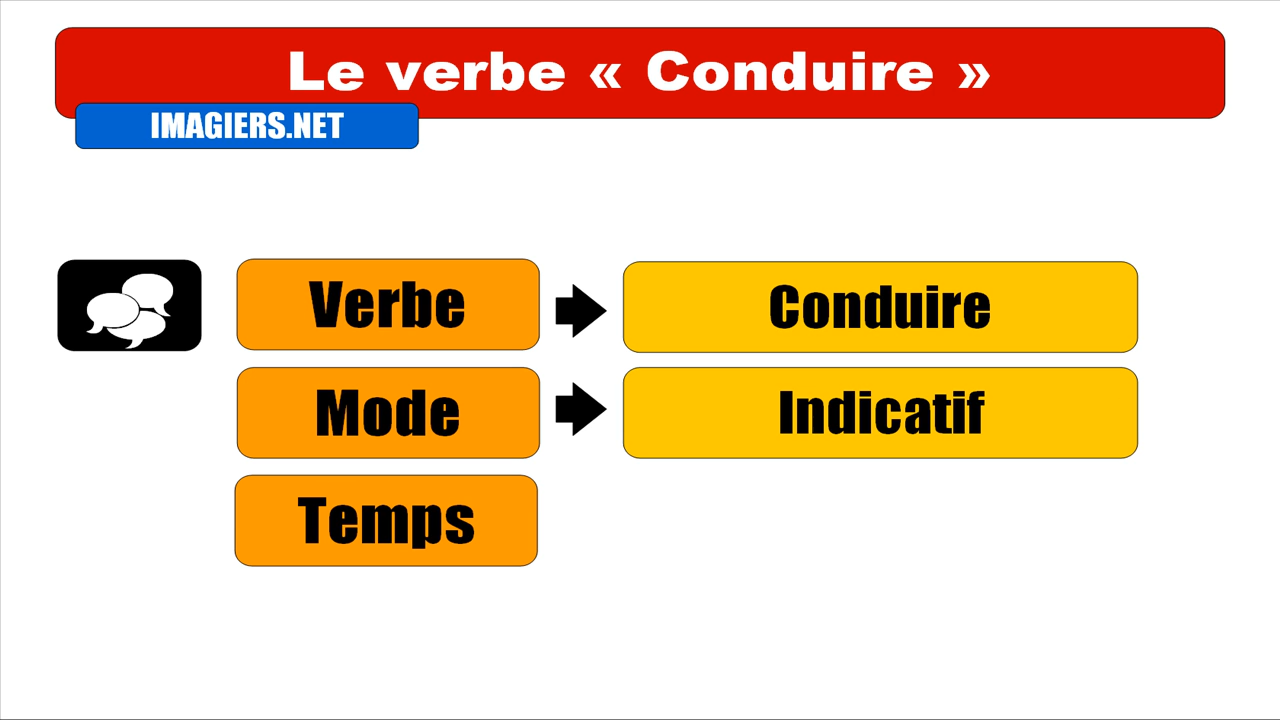 Le verbe « Conduire »
IMAGIERS.NET
Verbe
Conduire
Mode
Indicatif
Temps